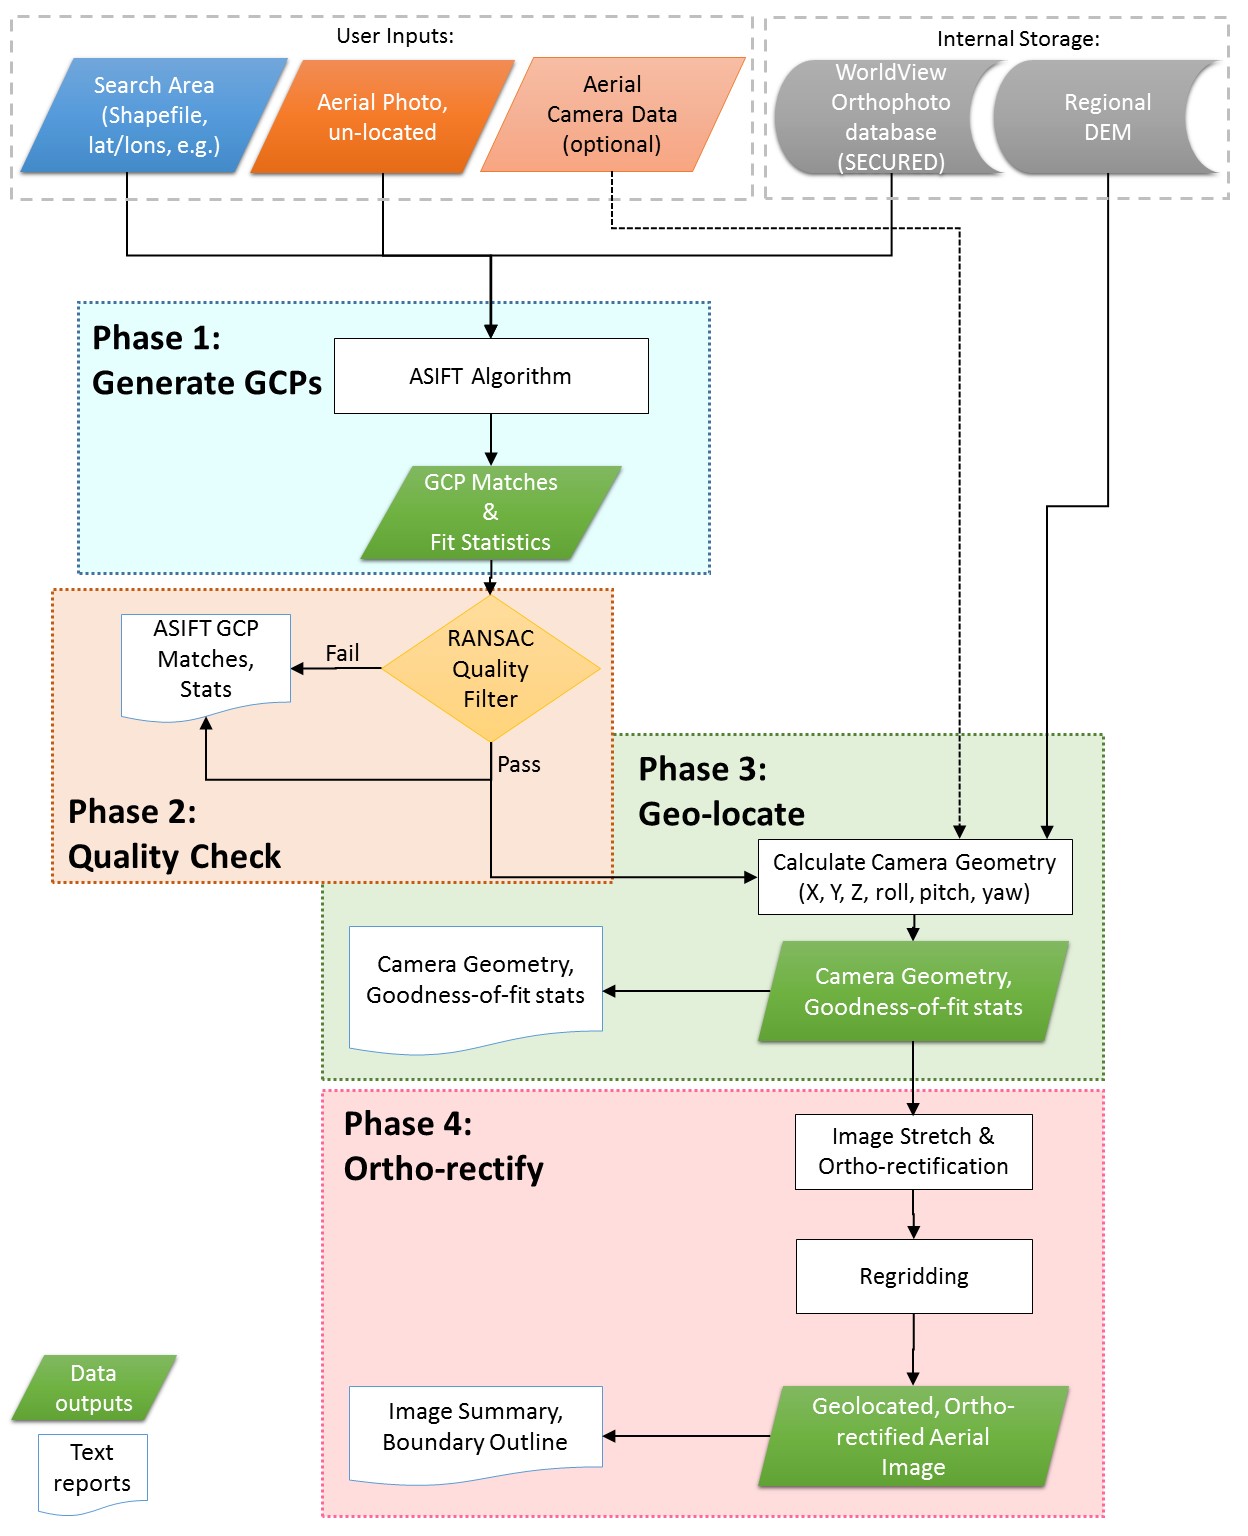 User Inputs:
Internal Storage:
Search Area
(Shapefile,
lat/lons, e.g.)
Aerial Photo,
un-located
Aerial
Camera Data
(optional)
WorldView
Orthophoto
database
(SECURED)
Regional
DEM
Phase 1:
Generate GCPs
ASIFT Algorithm
GCP Matches
&
Fit Statistics
ASIFT GCP
Matches,
Stats
Fail
RANSAC
Quality
Filter
Pass
Phase 2:
Quality Check
Phase 3:
Geo-locate
Calculate Camera Geometry
(X, Y, Z, roll, pitch, yaw)
Camera Geometry,
Goodness-of-fit stats
Camera Geometry,
Goodness-of-fit stats
Phase 4:
Ortho-rectify
Image Stretch &
Ortho-rectification
Regridding
Image Summary,
Boundary Outline
Geolocated, Ortho-
rectified Aerial
Image
Data
outputs
Text
reports